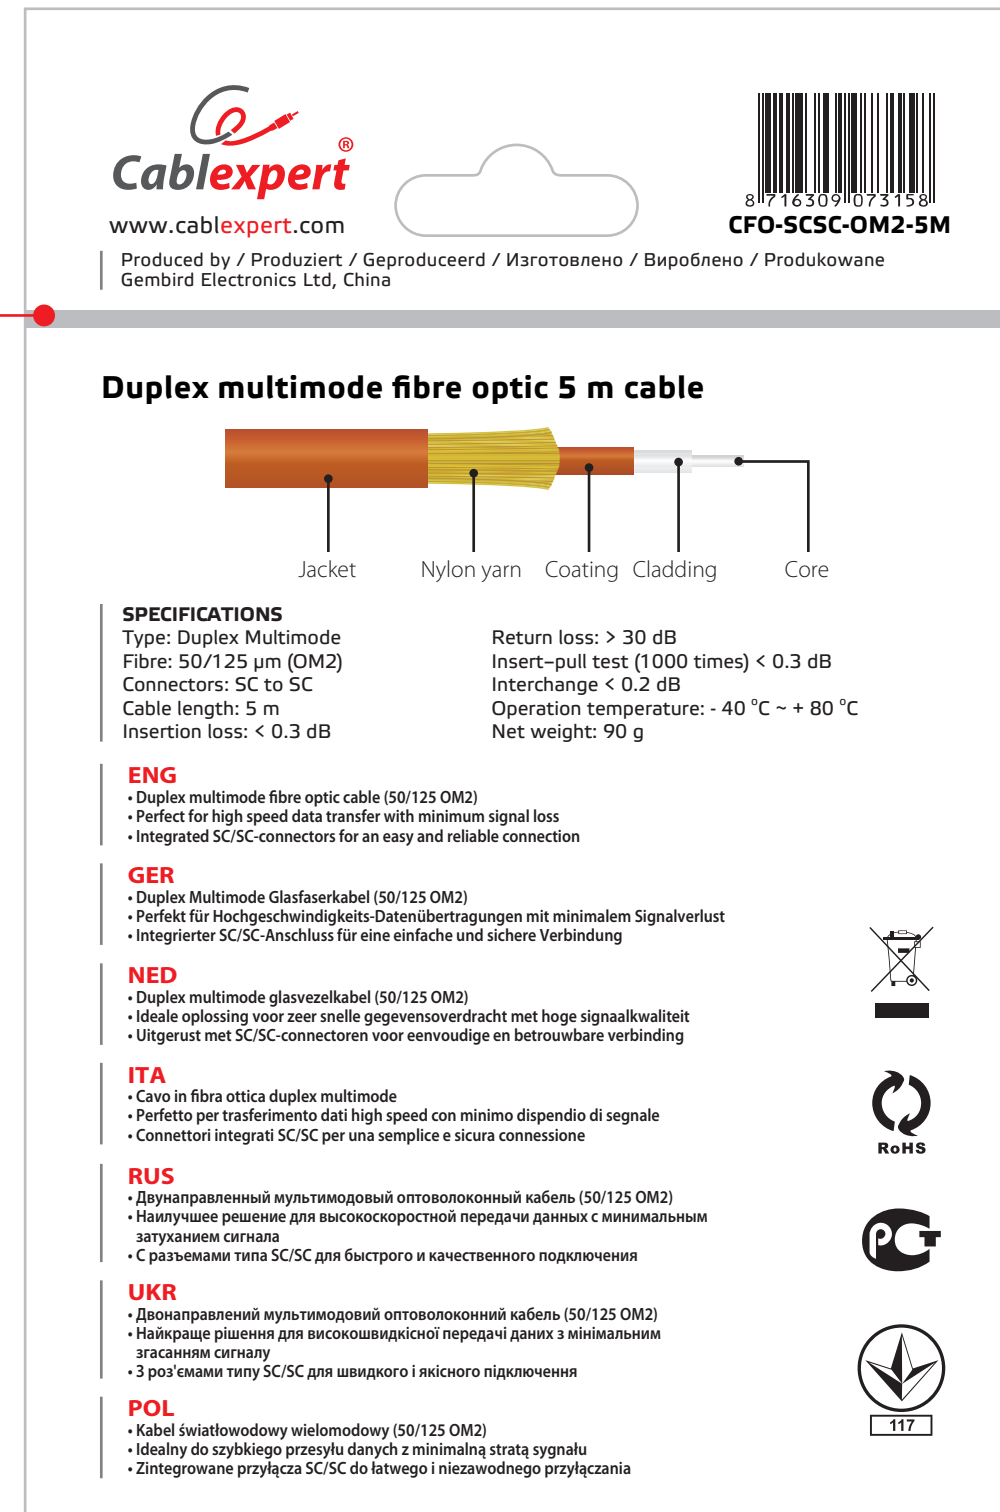 Cablexpert®
www.cablexpert.com
8 716309 073158
CFO-SCSC-OM2-5M
Produced by / Produziert / Geproduceerd / Изготовлено / Вироблено / Produkowane
Gembird Electronics Ltd, China
Duplex multimode fibre optic 5 m cable
Jacket Nylon yarn Coating Cladding Core
SPECIFICATIONS
Type: Duplex Multimode
Fibre: 50/125 µm (OM2)
Connectors: SC to SC
Cable length: 5 m
Insertion loss: < 0.3 dB
Return loss: > 30 dB
Insert–pull test (1000 times) < 0.3 dB
Interchange < 0.2 dB
Operation temperature: - 40 °C ~ + 80 °C
Net weight: 90 g
ENG
• Duplex multimode fibre optic cable (50/125 OM2)
• Perfect for high speed data transfer with minimum signal loss
• Integrated SC/SC-connectors for an easy and reliable connection
GER
• Duplex Multimode Glasfaserkabel (50/125 OM2)
• Perfekt für Hochgeschwindigkeits-Datenübertragungen mit minimalem Signalverlust
• Integrierter SC/SC-Anschluss für eine einfache und sichere Verbindung
NED
• Duplex multimode glasvezelkabel (50/125 OM2)
• Ideale oplossing voor zeer snelle gegevensoverdracht met hoge signaalkwaliteit
• Uitgerust met SC/SC-connectoren voor eenvoudige en betrouwbare verbinding
ITA
• Cavo in fibra ottica duplex multimode
• Perfetto per trasferimento dati high speed con minimo dispendio di segnale
• Connettori integrati SC/SC per una semplice e sicura connessione
RUS
• Двунаправленный мультимодовый оптоволоконный кабель (50/125 OM2)
• Наилучшее решение для высокоскоростной передачи данных с минимальным
затуханием сигнала
• С разъемами типа SC/SC для быстрого и качественного подключения
UKR
• Двонаправлений мультимодовий оптоволоконний кабель (50/125 OM2)
• Найкраще рішення для високошвидкісної передачі даних з мінімальним
згасанням сигналу
• З роз'ємами типу SC/SC для швидкого і якісного підключення
POL
• Kabel światłowodowy wielomodowy (50/125 OM2)
• Idealny do szybkiego przesyłu danych z minimalną stratą sygnału
• Zintegrowane przyłącza SC/SC do łatwego i niezawodnego przyłączania
RoHS
РСТ
117